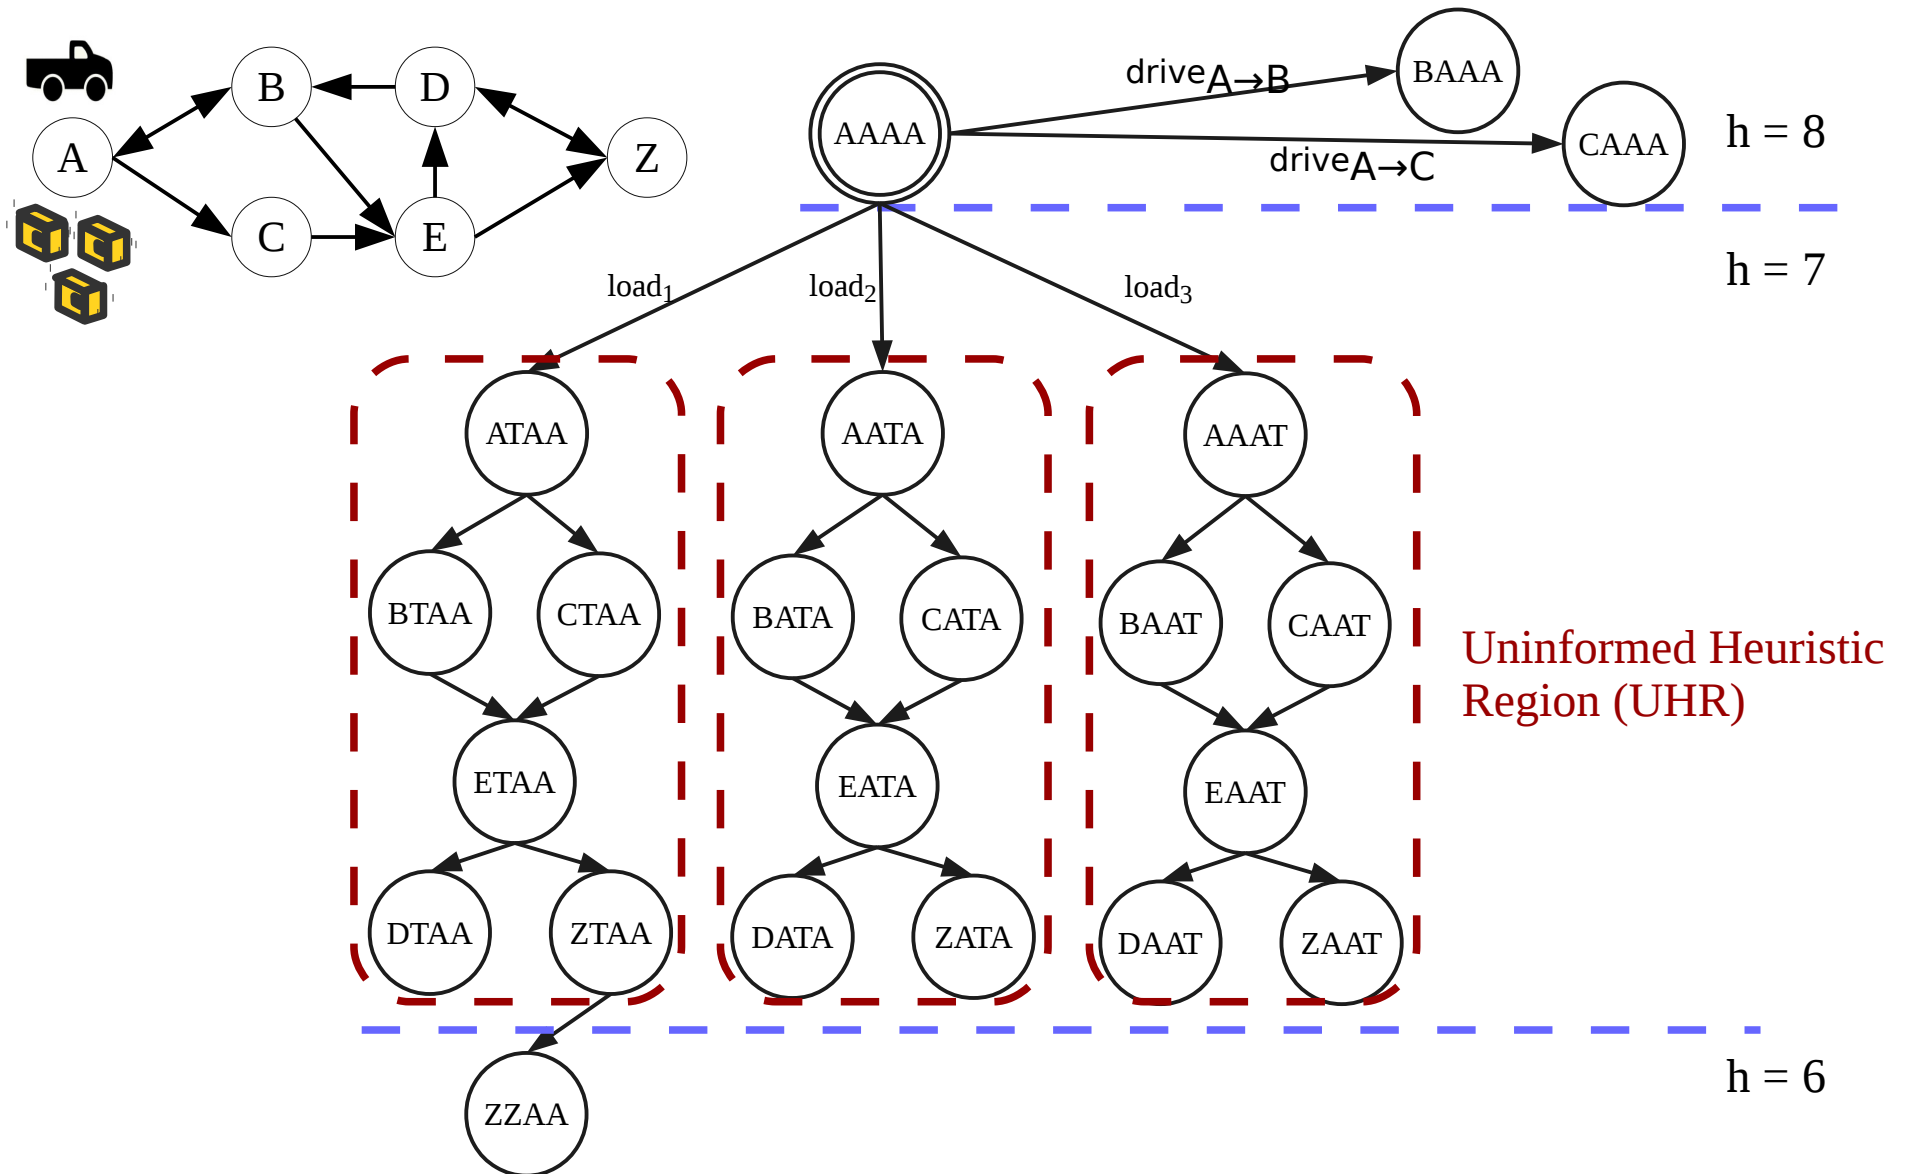 B
D
A
Z
C
E
AAAA
driveA→B
BAAA
driveA→C
CAAA
h = 8
h = 7
load1
load2
load3
ATAA
AATA
AAAT
BTAA
CTAA
BATA
CATA
BAAT
CAAT
Uninformed Heuristic
Region (UHR)
ETAA
EATA
EAAT
DTAA
ZTAA
DATA
ZATA
DAAT
ZAAT
h = 6
ZZAA